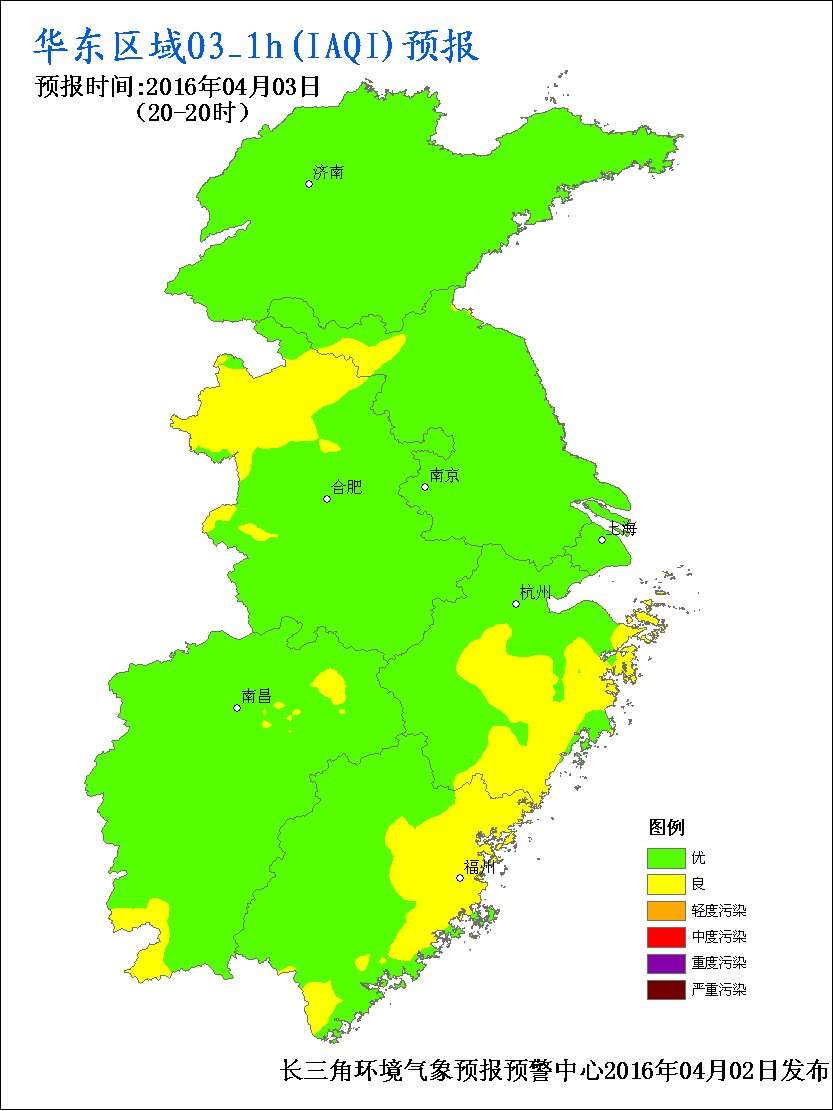 华东区域O3_1h(IAQI)预报
预报时间:2016年04月03日
(20-20时)
济南
南京
合肥
上海
杭州
南昌
福州
图例
优
良
轻度污染
中度污染
重度污染
严重污染
长三角环境气象预报预警中心2016年04月02日发布